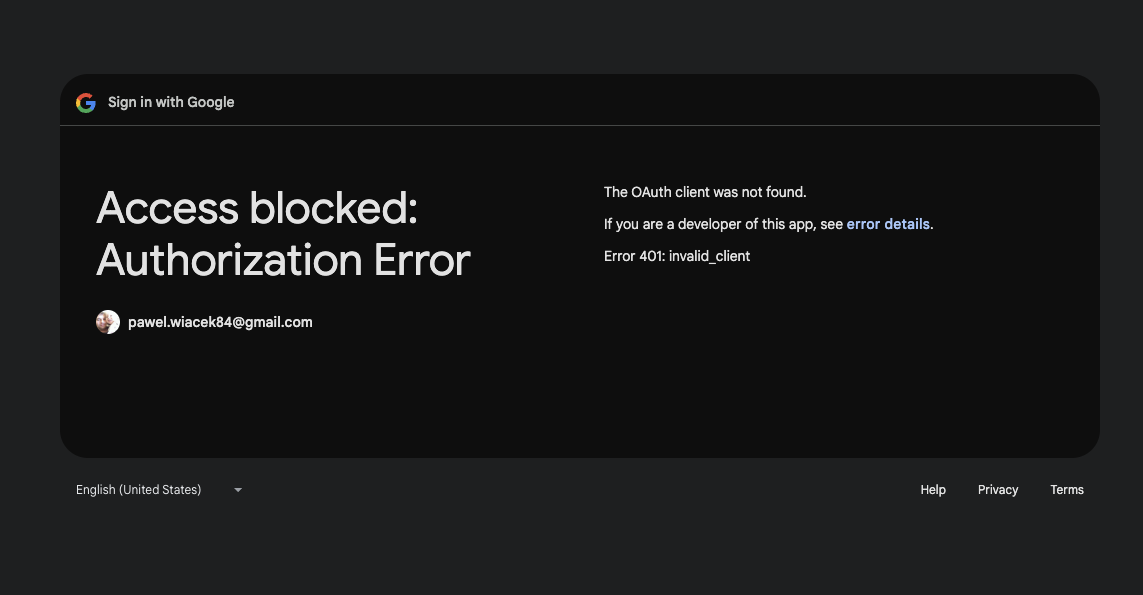 Sign in with Google
Access blocked:
Authorization Error
pawel.wiacek84@gmail.com
The OAuth client was not found.
If you are a developer of this app, see error details.
Error 401: invalid_client
English (United States)
Help
Privacy
Terms